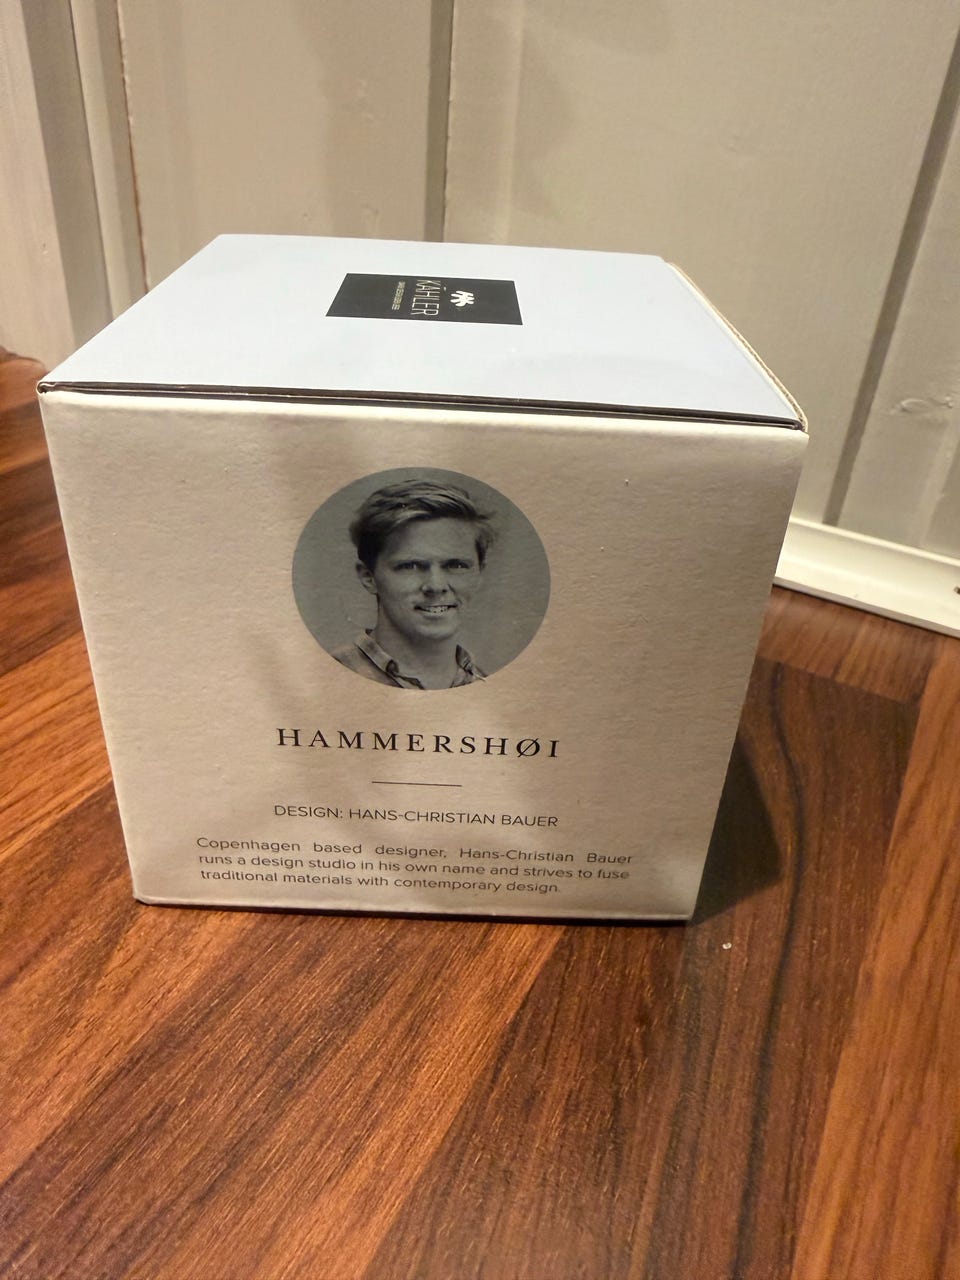 KÄHLER
HAMMERSHØI
DESIGN: HANS-CHRISTIAN BAUER
Copenhagen based designer, Hans-Christian Bauer
runs a design studio in his own name and strives to fuse
traditional materials with contemporary design.